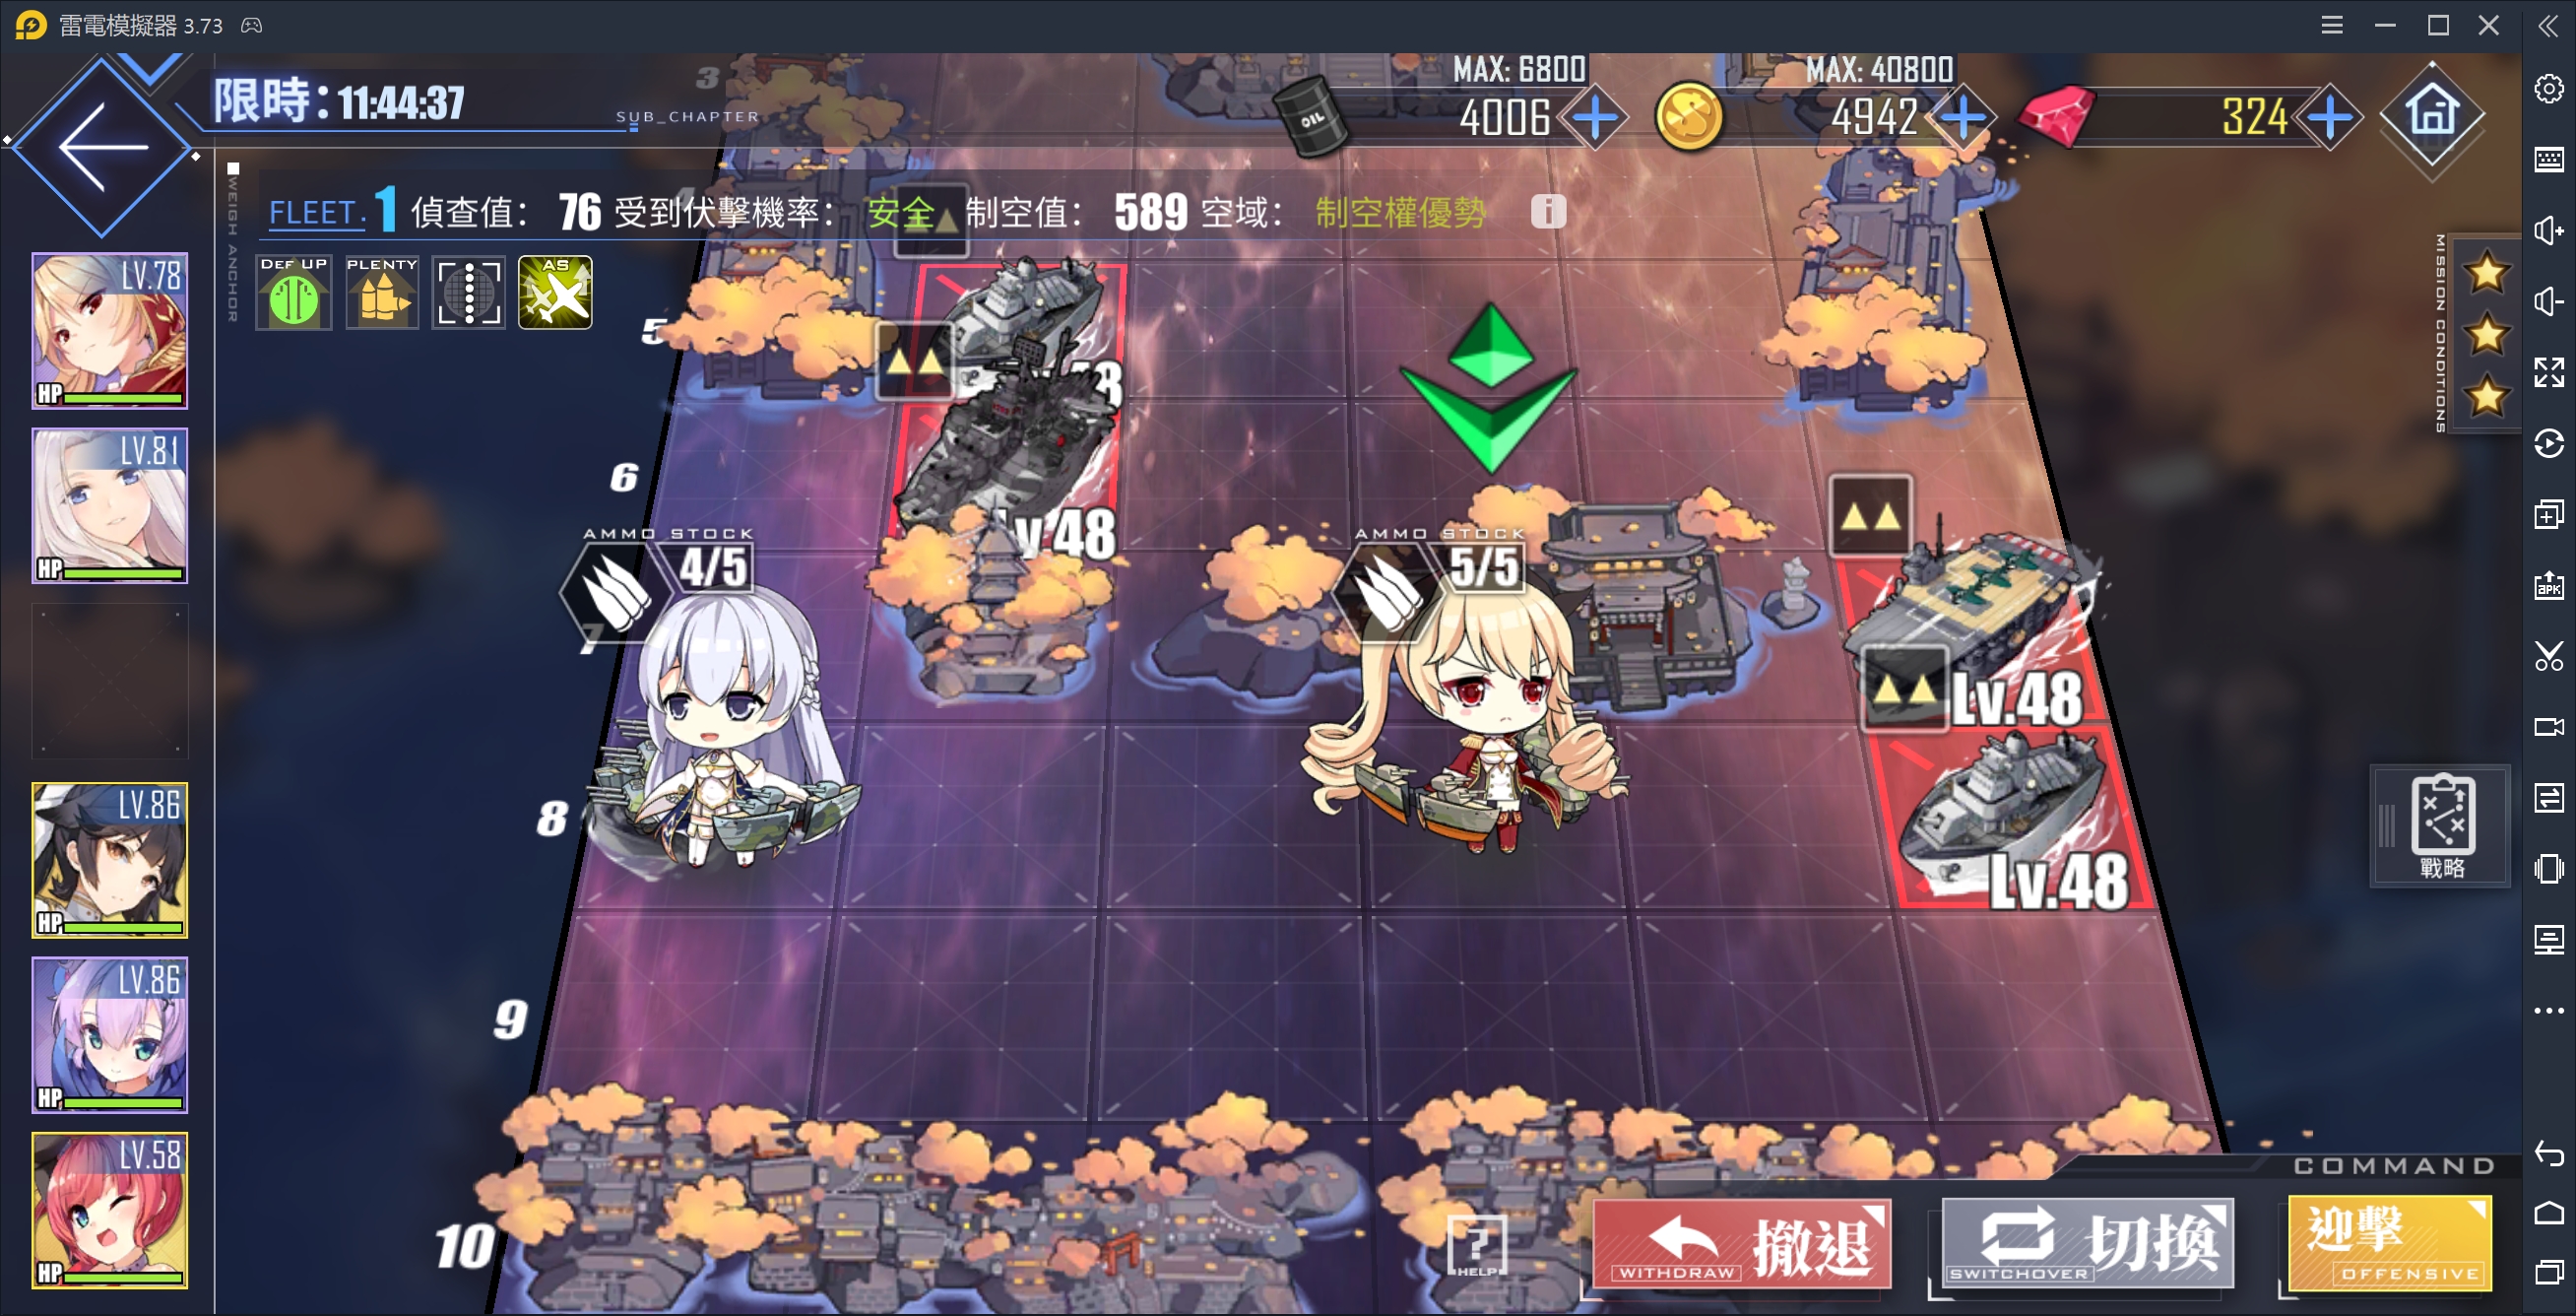 雷電模擬器 3.73
限時：11:44:37
3
SUB_CHAPTER
MAX: 6800
4006
MAX: 40800
4942
324
OIL
WEIGH ANCHOR
FLEET. 1 偵查值： 76 受到伏擊機率： 安全 制空值： 589 空域： 制空權優勢
4
DEF UP
PLENTY
AS
MISSION CONDITIONS
LV.78
HP
LV.81
HP
LV.86
HP
LV.86
HP
LV.58
HP
5
6
7
8
9
10
Lv.48
AMMO STOCK
4/5
AMMO STOCK
5/5
Lv.48
Lv.48
戰略
APK
COMMAND
?
HELP
撤退
WITHDRAW
切換
SWITCHOVER
迎擊
OFFENSIVE